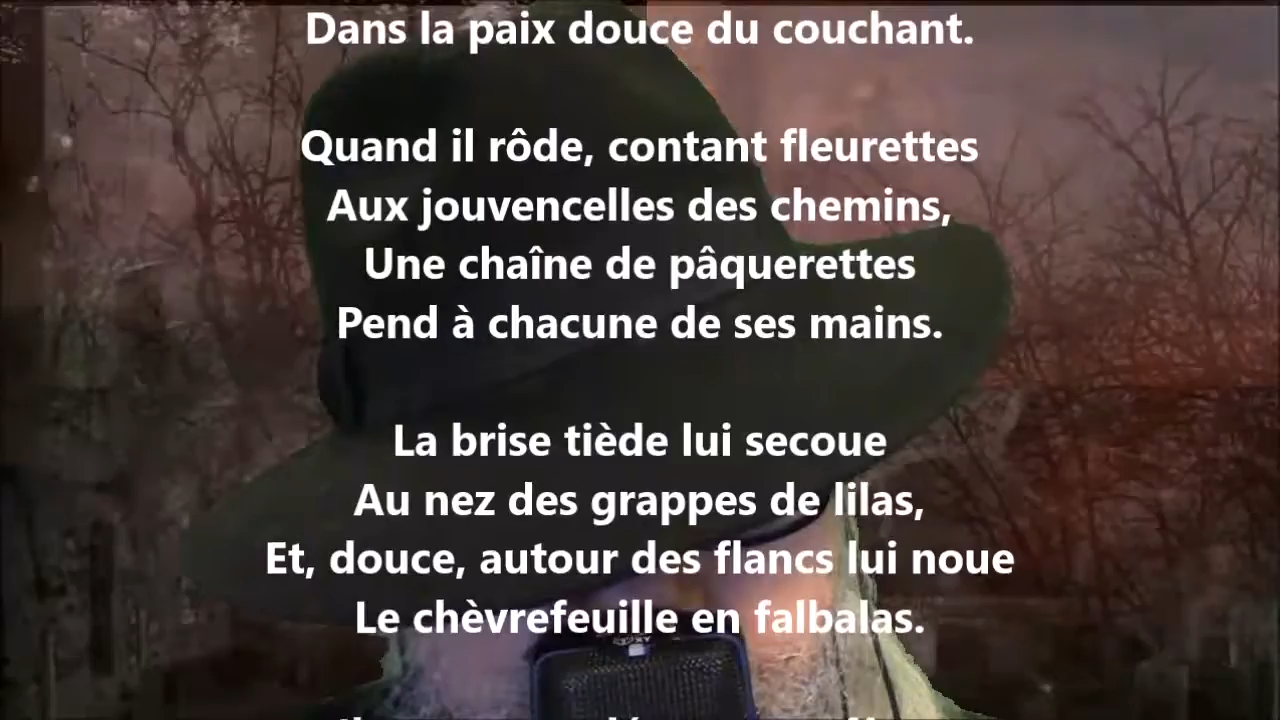 Dans la paix douce du couchant.
Quand il rôde, contant fleurettes
Aux jouvencelles des chemins,
Une chaîne de pâquerettes
Pend à chacune de ses mains.
La brise tiède lui secoue
Au nez des grappes de lilas,
Et, douce, autour des flancs lui noue
Le chèvrefeuille en falbalas.